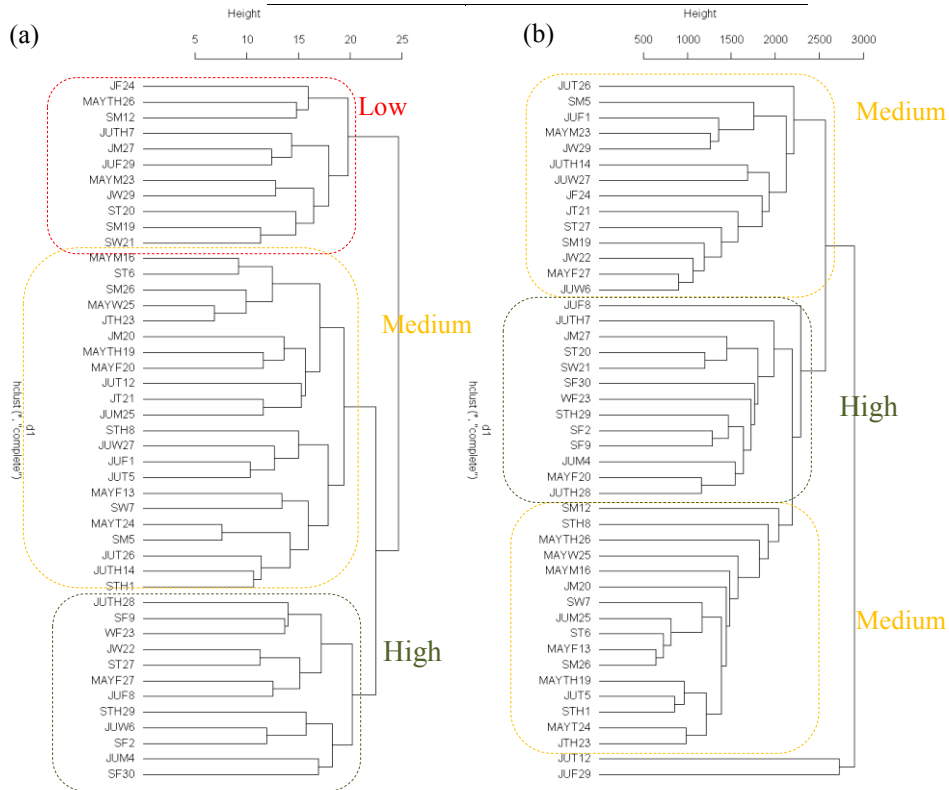 Height
(a)
5 10 15 20 25
JF24
MAYTH26
SM12
JUTH7
JM27
JUF29
MAYM23
JW29
ST20
SM19
SW21
Low
MAYM16
ST6
SM26
MAYW25
JTH23
JM20
MAYTH19
MAYF20
JUT12
JT21
JUM25
STH8
JUW27
JUF1
JUT5
MAYF13
SW7
MAYT24
SM5
JUT26
JUTH14
STH1
Medium
JUTH28
SF9
WF23
JW22
ST27
MAYF27
JUF8
STH29
JUW6
SF2
JUM4
SF30
High
d1
hclust (*, "complete")
Height
(b)
500 1000 1500 2000 2500 3000
JUT26
SM5
JUF1
MAYM23
JW29
JUTH14
JUW27
JF24
JT21
ST27
SM19
JW22
MAYF27
JUW6
Medium
JUF8
JUTH7
JM27
ST20
SW21
SF30
WF23
STH29
SF2
SF9
JUM4
MAYF20
JUTH28
High
SM12
STH8
MAYTH26
MAYW25
MAYM16
JM20
SW7
JUM25
ST6
MAYF13
SM26
MAYTH19
JUT5
STH1
MAYT24
JTH23
Medium
JUT12
JUF29
d1
hclust (*, "complete")